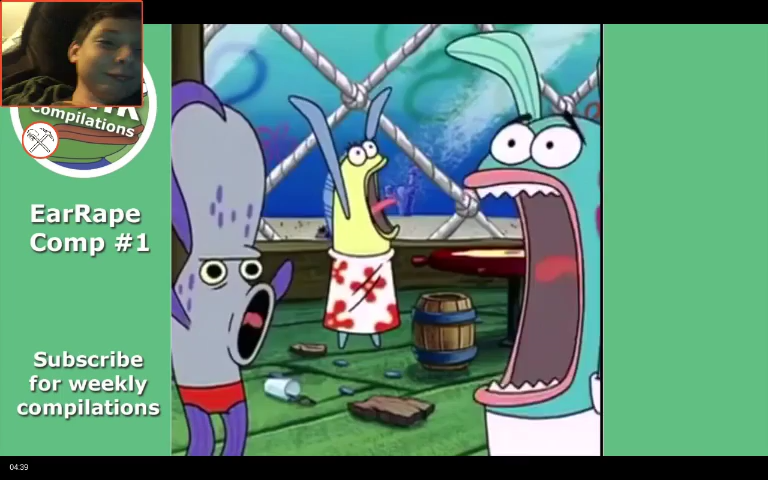 Compilations
EarRape
Comp #1
Subscribe
for weekly
compilations
04:39